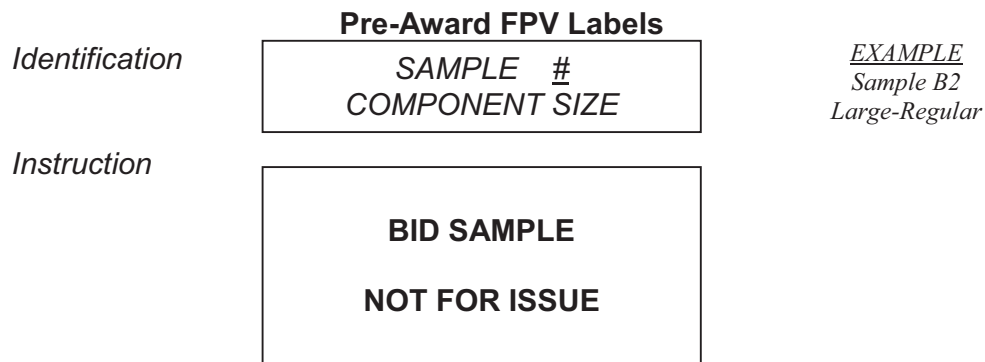 Pre-Award FPV Labels
Identification
SAMPLE #
COMPONENT SIZE
EXAMPLE
Sample B2
Large-Regular
Instruction
BID SAMPLE
NOT FOR ISSUE